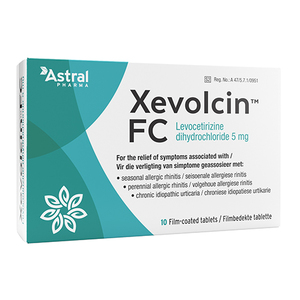 Astral
PHARMA
Reg. No.: A 47/5.7.1/0951
Xevolcin™
FC
Levocetirizine
dihydrochloride 5 mg
For the relief of symptoms associated with /
Vir die verligting van simptome geassosieer met:
• seasonal allergic rhinitis / seisoenale allergiese rinitis
• perennial allergic rhinitis / volgehoue allergiese rinitis
• chronic idiopathic urticaria / chroniese idiopatiese urtikarie
10 Film-coated tablets / Filmbedekte tablette